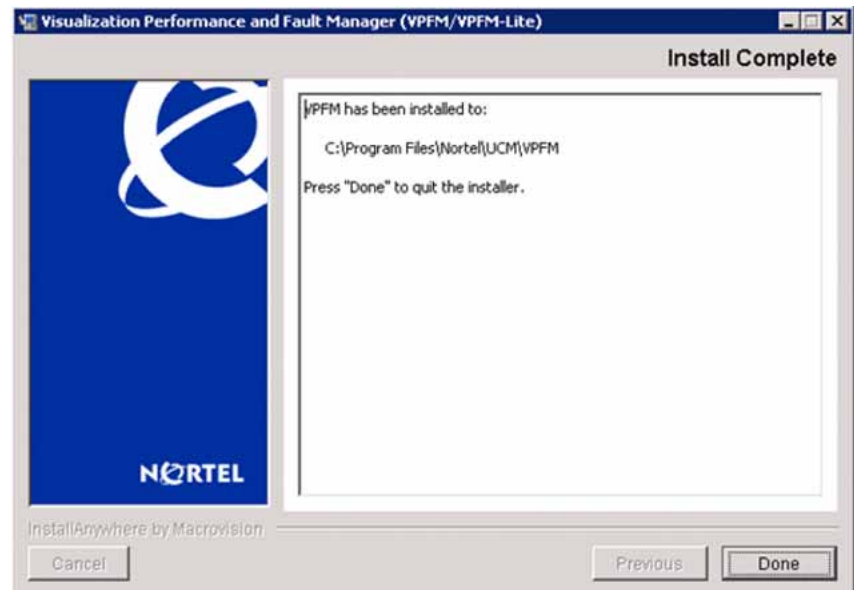 Visualization Performance and Fault Manager (VPFM/VPFM-Lite)
Install Complete
VPFM has been installed to:
C:\Program Files\Nortel\UCM\VPFM
Press "Done" to quit the installer.
NORTEL
InstallAnywhere by Macrovision
Cancel
Previous
Done